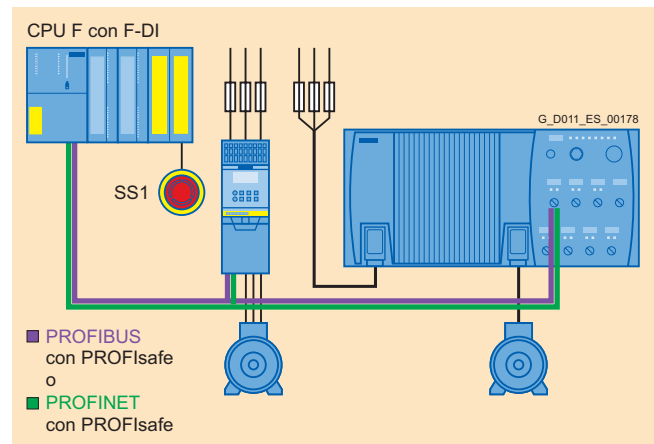 CPU F con F-DI
G_D011_ES_00178
SS1
PROFIBUS
con PROFIsafe
o
PROFINET
con PROFIsafe